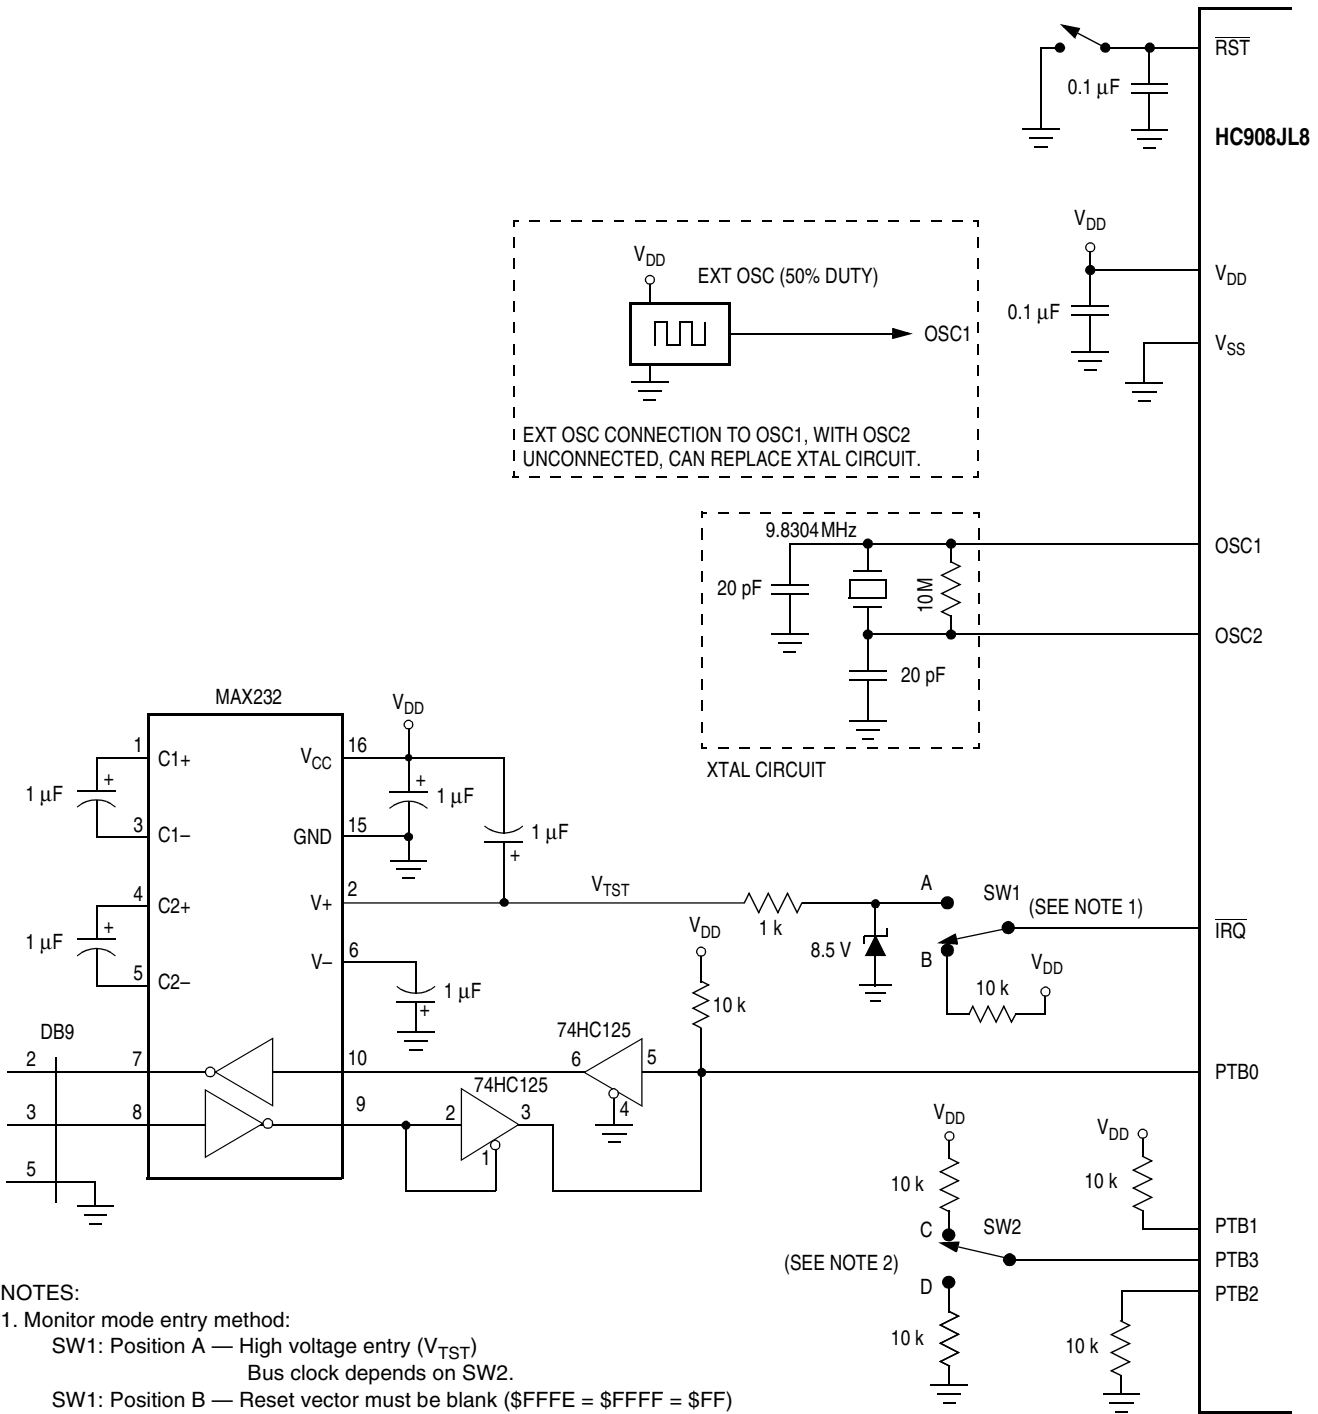 RST
0.1 µF
HC908JL8
VDD
VDD
0.1 µF
VSS
VDD
EXT OSC (50% DUTY)
OSC1
EXT OSC CONNECTION TO OSC1, WITH OSC2
UNCONNECTED, CAN REPLACE XTAL CIRCUIT.
9.8304MHz
OSC1
20 pF
10M
OSC2
20 pF
XTAL CIRCUIT
MAX232
VDD
1
C1+
VCC
16
1 µF
+
+
1 µF
3
C1–
GND
15
1 µF
+
4
C2+
V+
2
VTST
1 k
A
SW1
(SEE NOTE 1)
IRQ
1 µF
+
8.5 V
B
VDD
10 k
5
C2–
V–
6
1 µF
+
VDD
10 k
DB9
74HC125
2
7
10
6
5
4
PTB0
74HC125
3
8
9
2
3
1
5
VDD
10 k
C
SW2
(SEE NOTE 2)
D
10 k
VDD
10 k
PTB1
PTB3
PTB2
10 k
NOTES:
1. Monitor mode entry method:
SW1: Position A — High voltage entry (VTST)
Bus clock depends on SW2.
SW1: Position B — Reset vector must be blank ($FFFE = $FFFF = $FF)